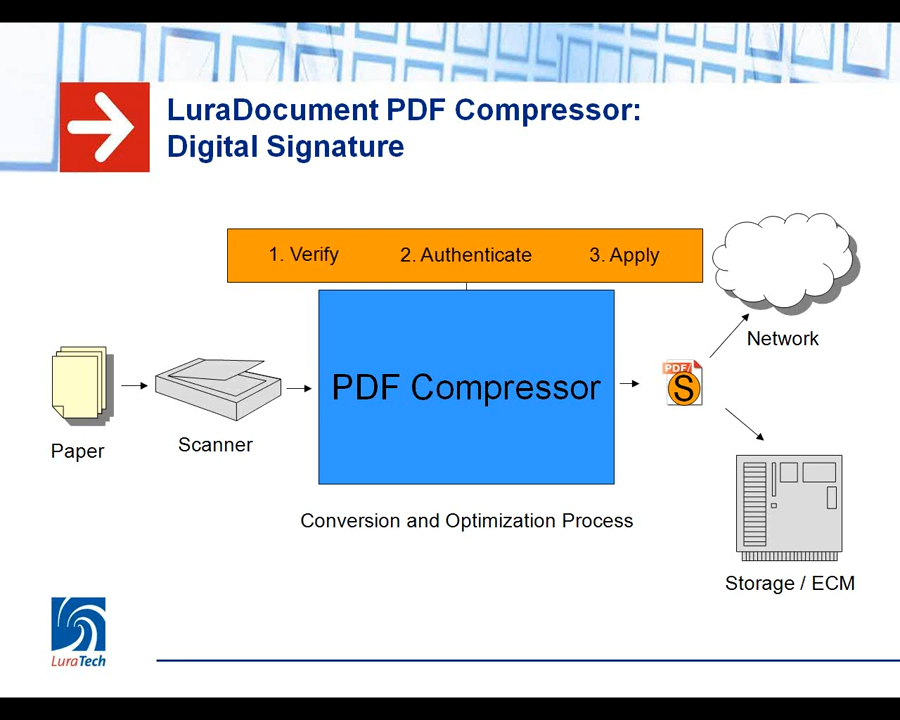 LuraDocument PDF Compressor:
Digital Signature
1. Verify
2. Authenticate
3. Apply
Network
PDF Compressor
PDF/
S
Paper
Scanner
Conversion and Optimization Process
Storage / ECM
LuraTech